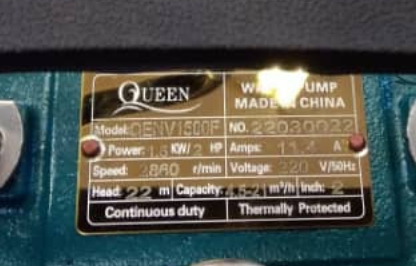 QUEEN
WATER PUMP
MADE IN CHINA
Model: QENV1500F NO. 22030022
Power: 1.5 KW/ 2 HP Amps: 11.4 A
Speed: 2860 r/min Voltage: 220 V/50Hz
Head: 22 m Capacity: 4.5-21 m³/h Inch: 2
Continuous duty Thermally Protected